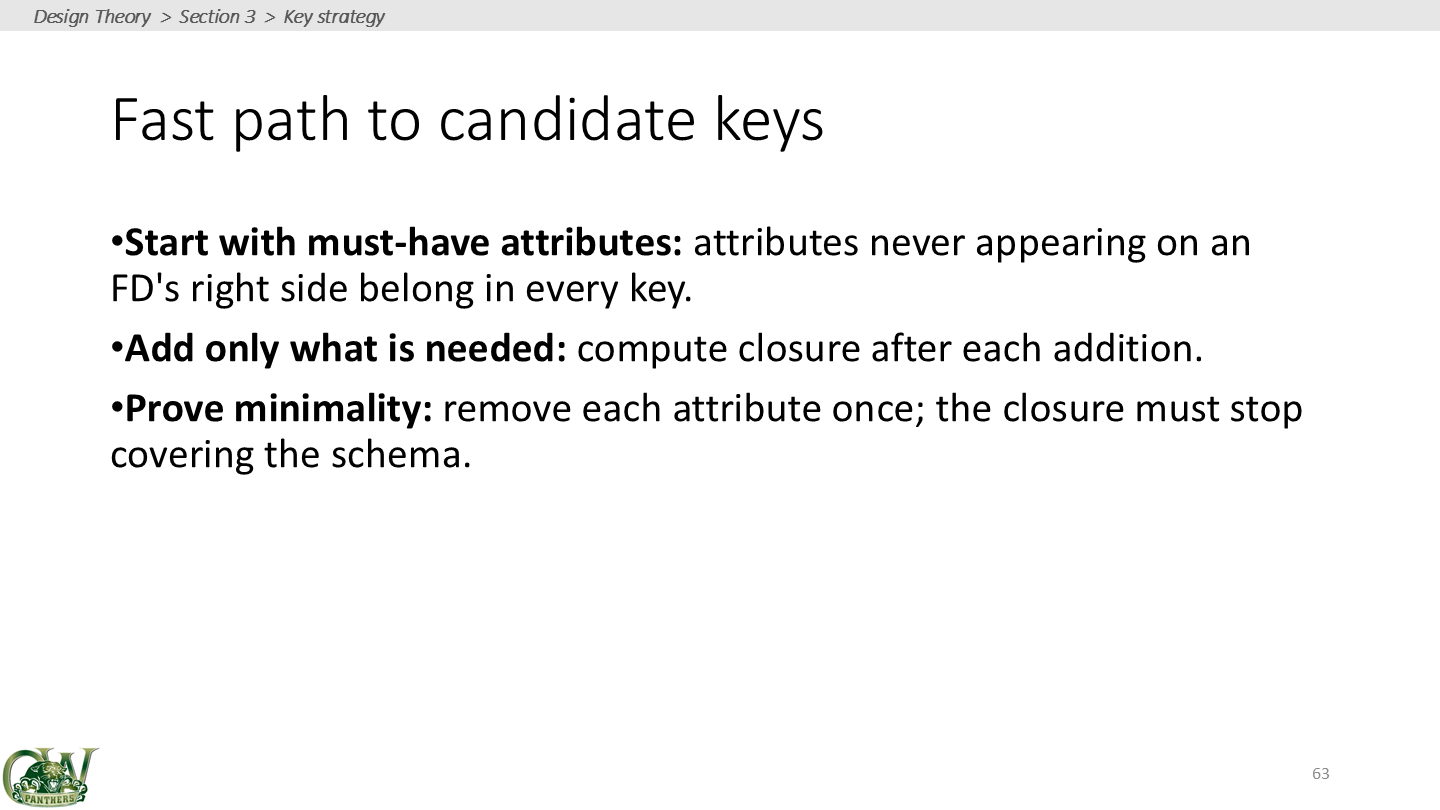 Design Theory > Section 3 > Key strategy
Fast path to candidate keys
•Start with must-have attributes: attributes never appearing on an
FD's right side belong in every key.
•Add only what is needed: compute closure after each addition.
•Prove minimality: remove each attribute once; the closure must stop
covering the schema.
CW
PANTHERS
63